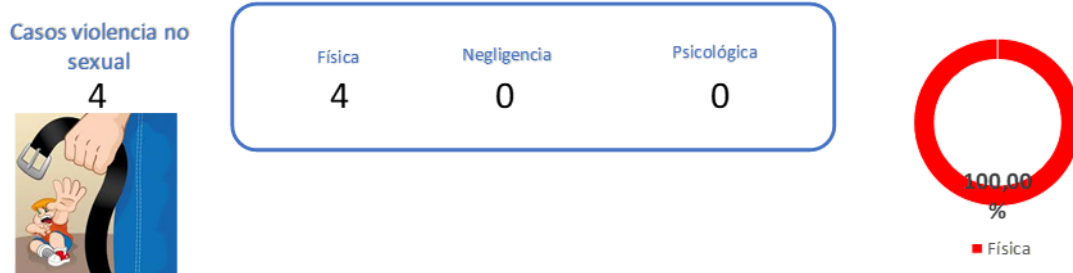 Casos violencia no
sexual
4
Física
Negligencia
Psicológica
4
0
0
100,00
%
Física